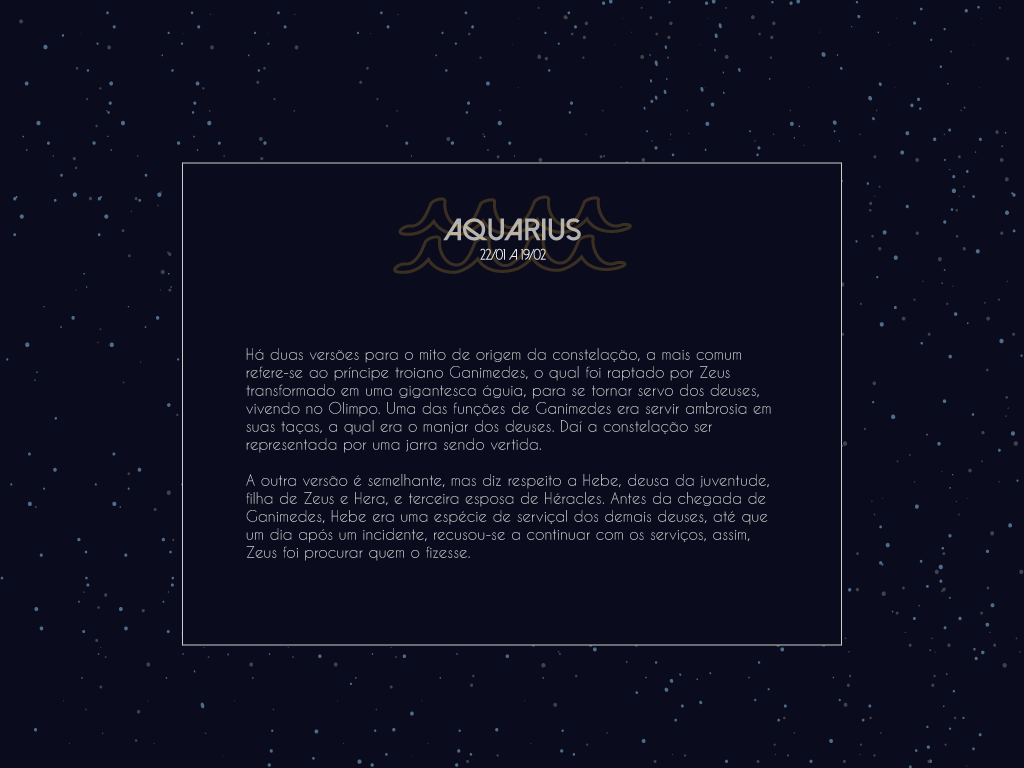 AQUARIUS
22/01 A 19/02
Há duas versões para o mito de origem da constelação, a mais comum
refere-se ao príncipe troiano Ganimedes, o qual foi raptado por Zeus
transformado em uma gigantesca águia, para se tornar servo dos deuses,
vivendo no Olimpo. Uma das funções de Ganimedes era servir ambrosia em
suas taças, a qual era o manjar dos deuses. Daí a constelação ser
representada por uma jarra sendo vertida.
A outra versão é semelhante, mas diz respeito a Hebe, deusa da juventude,
filha de Zeus e Hera, e terceira esposa de Héracles. Antes da chegada de
Ganimedes, Hebe era uma espécie de serviçal dos demais deuses, até que
um dia após um incidente, recusou-se a continuar com os serviços, assim,
Zeus foi procurar quem o fizesse.